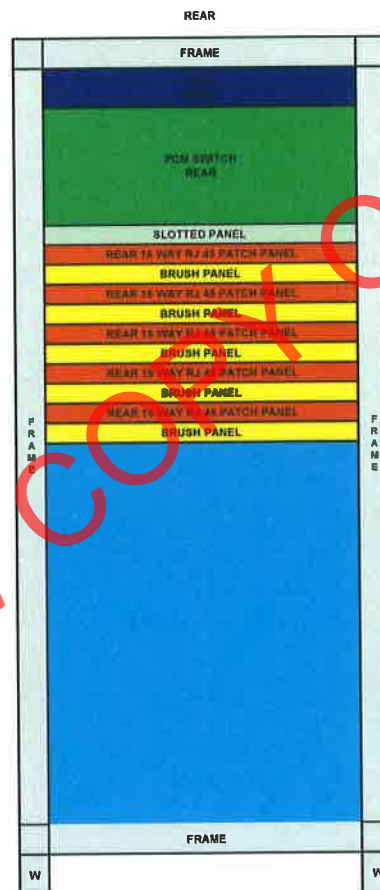 REAR
FRAME
PCM SWITCH
REAR
SLOTTED PANEL
REAR 16 WAY RJ 45 PATCH PANEL
BRUSH PANEL
REAR 16 WAY RJ 45 PATCH PANEL
BRUSH PANEL
REAR 16 WAY RJ 45 PATCH PANEL
BRUSH PANEL
REAR 16 WAY RJ 45 PATCH PANEL
BRUSH PANEL
REAR 16 WAY RJ 45 PATCH PANEL
BRUSH PANEL
FRAME
FRAME
COPY
FRAME
W
W